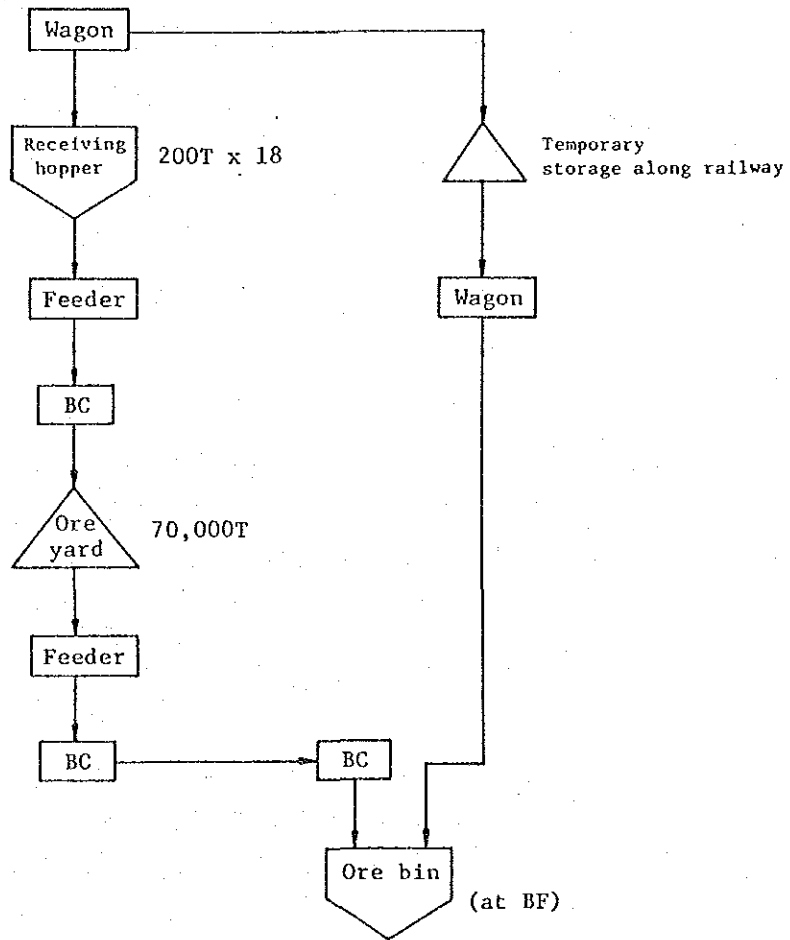 Wagon
Receiving
hopper
200T x 18
Temporary
storage along railway
Feeder
Wagon
BC
Ore
yard
70,000T
Feeder
BC
BC
Ore bin
(at BF)